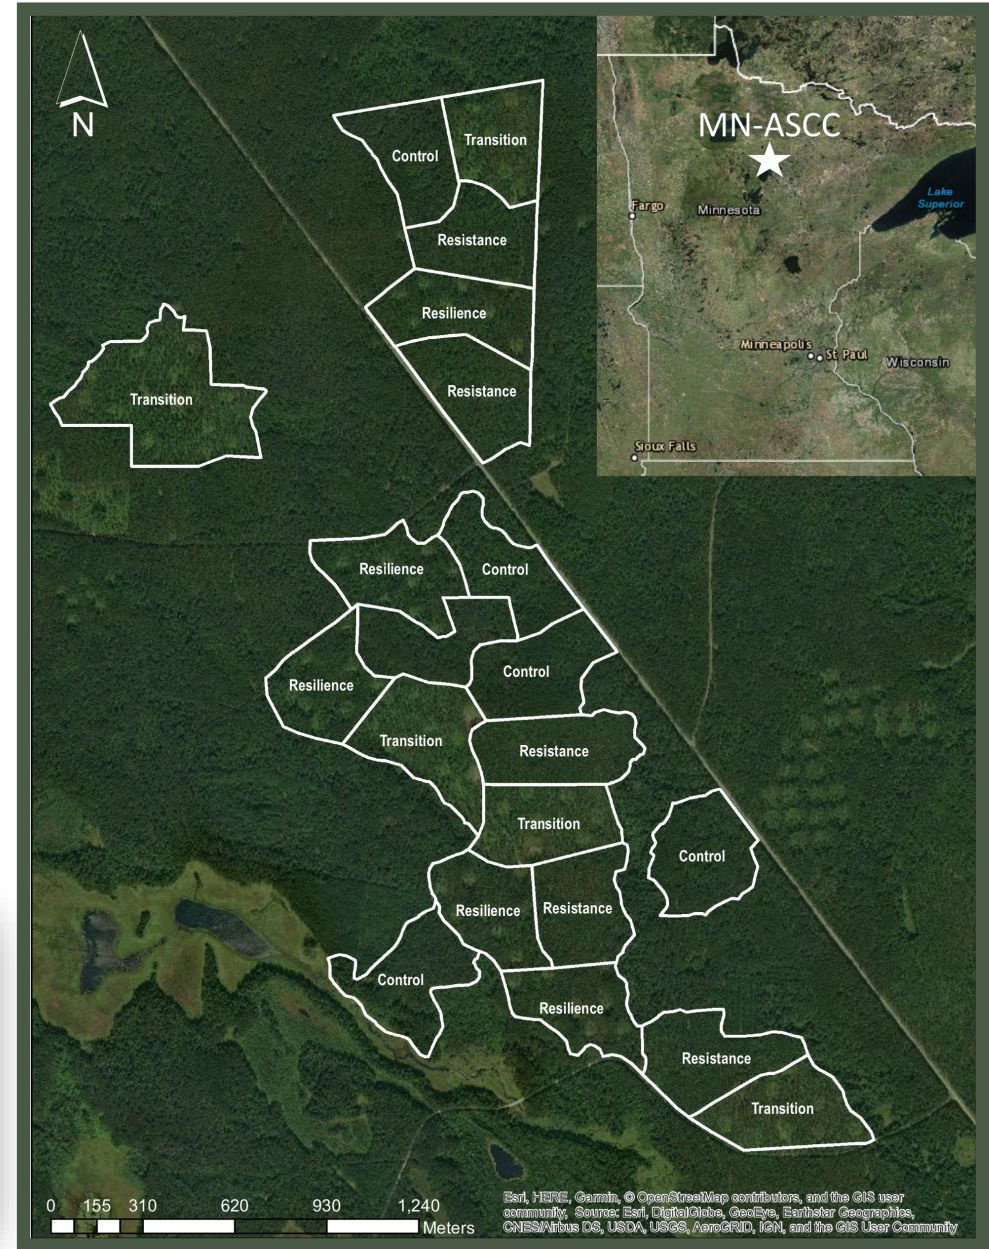 N
MN-ASCC
Lake
Superior
Fargo
Minnesota
Minneapolis
St Paul
Wisconsin
Sioux Falls
Control
Transition
Resistance
Resilience
Resistance
Transition
Resilience
Control
Resilience
Control
Transition
Resistance
Transition
Control
Resilience
Resistance
Control
Resilience
Resistance
Transition
0 155 310 620 930 1,240
Meters
Esri, HERE, Garmin, © OpenStreetMap contributors, and the GIS user
community, Source: Esri, DigitalGlobe, GeoEye, Earthstar Geographics,
CNES/Airbus DS, USDA, USGS, AeroGRID, IGN, and the GIS User Community